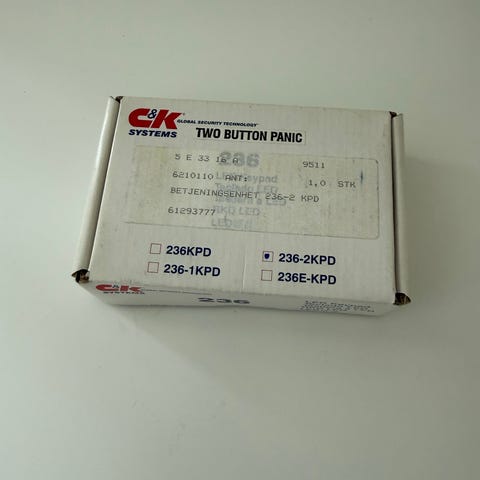 C&K GLOBAL SECURITY TECHNOLOGY
SYSTEMS
TWO BUTTON PANIC
5 E 33 16 A 9511
236
6210110 ANT: 1,0 STK
BETJENINGSENHET 236-2 KPD
61293777
236KPD 236-2KPD
236-1KPD 236E-KPD
C&K
SYSTEMS
236